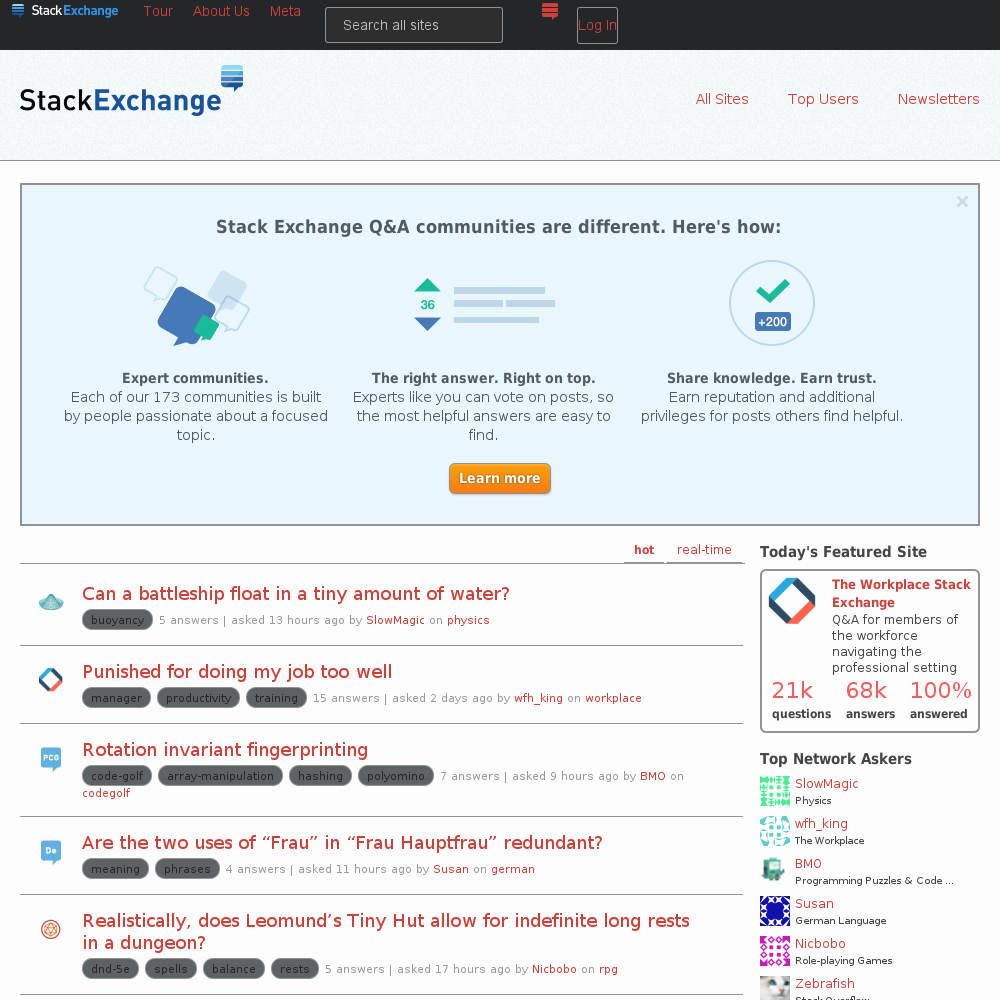 StackExchange Tour About Us Meta Search all sites Log In
StackExchange
All Sites Top Users Newsletters
Stack Exchange Q&A communities are different. Here's how:
36
+200
Expert communities.
Each of our 173 communities is built
by people passionate about a focused
topic.
The right answer. Right on top.
Experts like you can vote on posts, so
the most helpful answers are easy to
find.
Share knowledge. Earn trust.
Earn reputation and additional
privileges for posts others find helpful.
Learn more
hot real-time
Can a battleship float in a tiny amount of water?
buoyancy 5 answers | asked 13 hours ago by SlowMagic on physics
Punished for doing my job too well
manager productivity training 15 answers | asked 2 days ago by wfh_king on workplace
PCG
Rotation invariant fingerprinting
code-golf array-manipulation hashing polyomino 7 answers | asked 9 hours ago by BMO on
codegolf
De
Are the two uses of “Frau” in “Frau Hauptfrau” redundant?
meaning phrases 4 answers | asked 11 hours ago by Susan on german
Realistically, does Leomund’s Tiny Hut allow for indefinite long rests
in a dungeon?
dnd-5e spells balance rests 5 answers | asked 17 hours ago by Nicbobo on rpg
Today's Featured Site
The Workplace Stack
Exchange
Q&A for members of
the workforce
navigating the
professional setting
21k 68k 100%
questions answers answered
Top Network Askers
SlowMagic
Physics
wfh_king
The Workplace
BMO
Programming Puzzles & Code ...
Susan
German Language
Nicbobo
Role-playing Games
Zebrafish
Stack Overflow